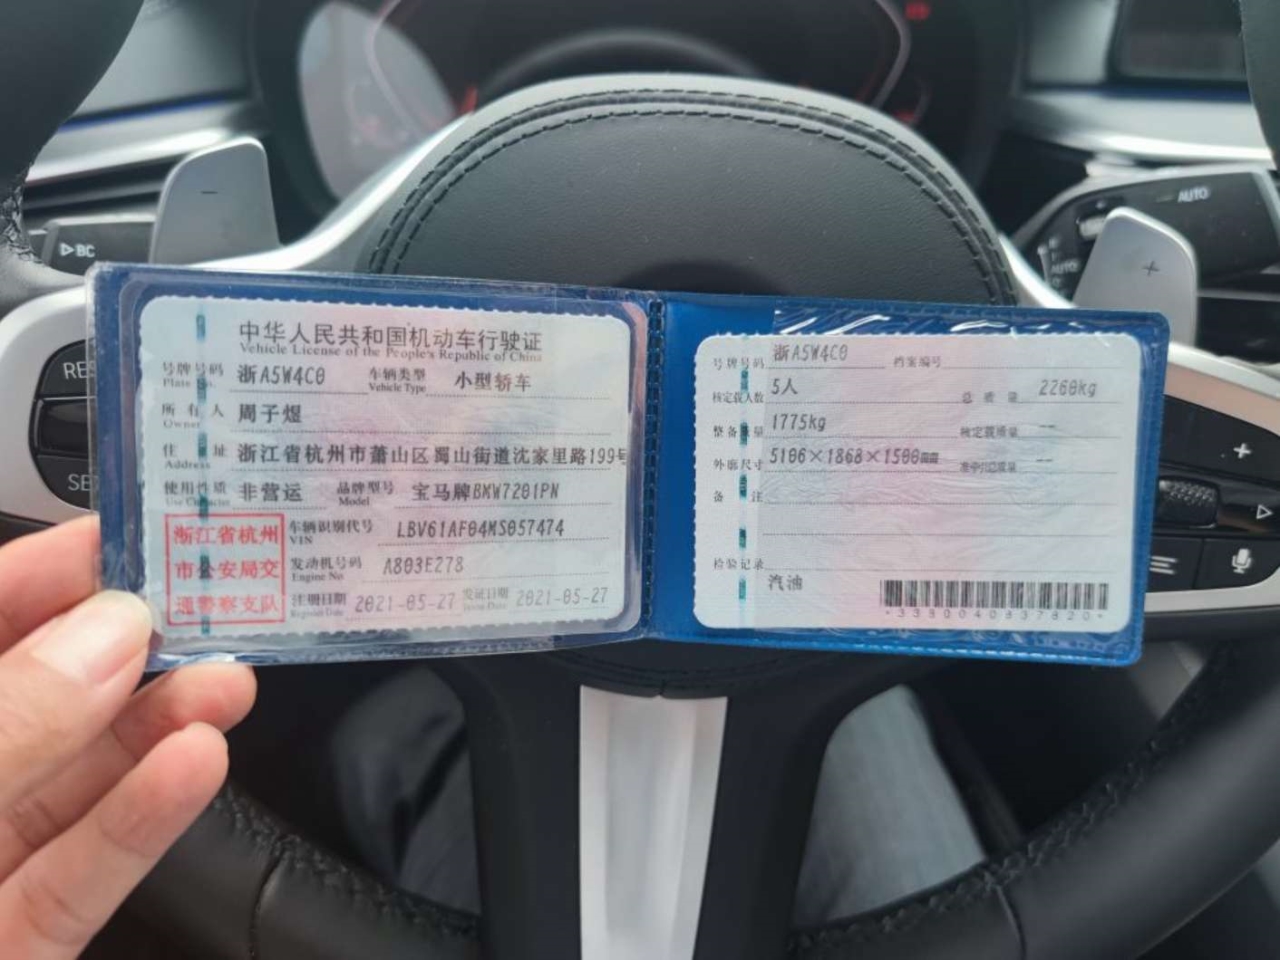 AUTO
AUTO
− +
BC
RES
SET
中华人民共和国机动车行驶证
Vehicle License of the People's Republic of China
号牌号码 浙A5W4C0 车辆类型 小型轿车
Plate No. Vehicle Type
所有人 周子煜
Owner
住址 浙江省杭州市萧山区蜀山街道沈家里路199号
Address
使用性质 非营运 品牌型号 宝马牌BMW7201PN
Use Character Model
浙江省杭州
市公安局交
通警察支队
车辆识别代号 LBV61AF04MS057474
VIN
发动机号码 A803E278
Engine No.
注册日期 2021-05-27 发证日期 2021-05-27
Register Date Issue Date
号牌号码 浙A5W4C0 档案编号
核定载人数 5人 总质量 2260kg
整备质量 1775kg 核定载质量 --
外廓尺寸 5106×1868×1500mm 准牵引总质量 --
备注
检验记录
汽油
*3390040837820*
+